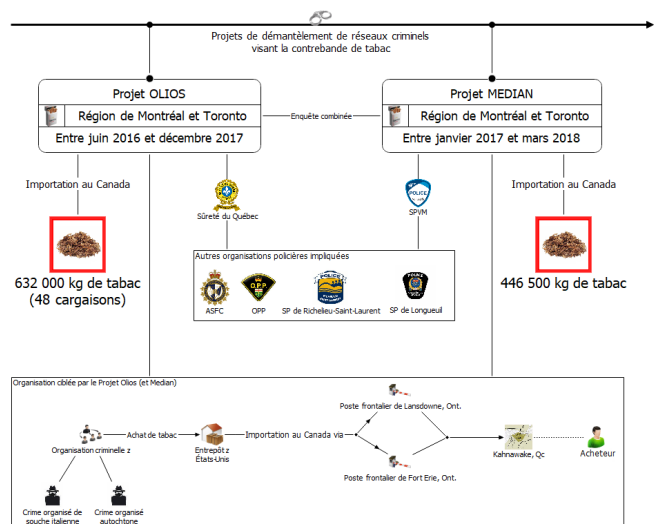 Projets de démantèlement de réseaux criminels
visant la contrebande de tabac
Projet OLIOS
Région de Montréal et Toronto
Entre juin 2016 et décembre 2017
Enquête combinée
Projet MEDIAN
Région de Montréal et Toronto
Entre janvier 2017 et mars 2018
Importation au Canada
632 000 kg de tabac
(48 cargaisons)
Sûreté du Québec
POLICE
SPVM
Importation au Canada
446 500 kg de tabac
Autres organisations policières impliquées
ASFC
O.P.P
OPP
POLICE
SP de Richelieu-Saint-Laurent
POLICE
SP de Longueuil
Organisation ciblée par le Projet Olios (et Median)
Organisation criminelle z
Achat de tabac
Entrepôt z
États-Unis
Importation au Canada via
Poste frontalier de Lansdowne, Ont.
Poste frontalier de Fort Erie, Ont.
Kahnawake, Qc
Acheteur
Crime organisé de
souche italienne
Crime organisé
autochtone